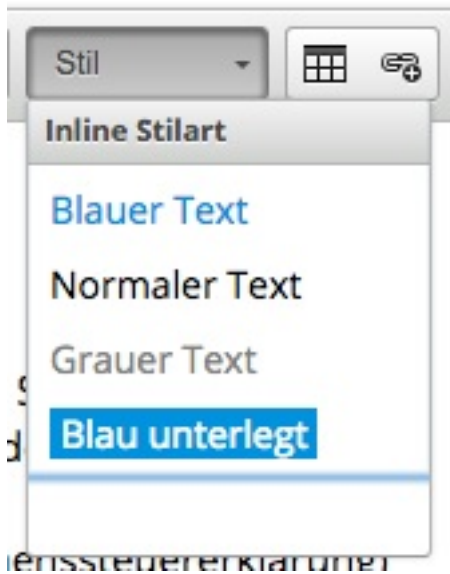 Stil
Inline Stilart
Blauer Text
Normaler Text
Grauer Text
Blau unterlegt